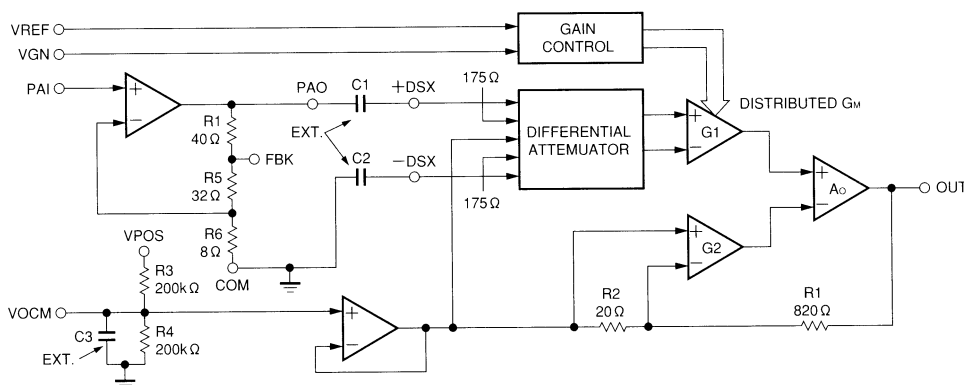 VREF
VGN
GAIN
CONTROL
PAI
+
−
PAO
C1
+DSX
175Ω
R1
40Ω
EXT.
FBK
C2
−DSX
175Ω
R5
32Ω
R6
8Ω
COM
DIFFERENTIAL
ATTEMUATOR
+
−
G1
DISTRIBUTED GM
+
−
AO
OUT
+
−
G2
VPOS
R3
200kΩ
VOCM
C3
EXT.
R4
200kΩ
+
−
R2
20Ω
R1
820Ω